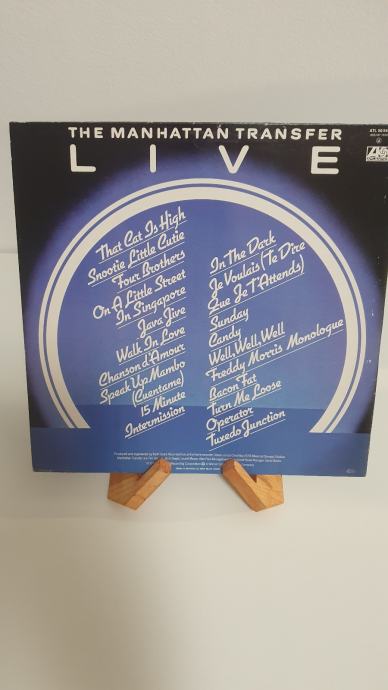 THE MANHATTAN TRANSFER
LIVE
That Cat Is High
Snootie Little Cutie
Four Brothers
On A Little Street
In Singapore
Java Jive
Walk In Love
Chanson d'Amour
Speak Up Mambo
(Cuentame)
15 Minute
Intermission
In The Dark
Je Voulais (Te Dire
Que Je T'Attends)
Sunday
Candy
Well, Well, Well
Freddy Morris Monologue
Bacon Fat
Turn Me Loose
Operator
Tuxedo Junction